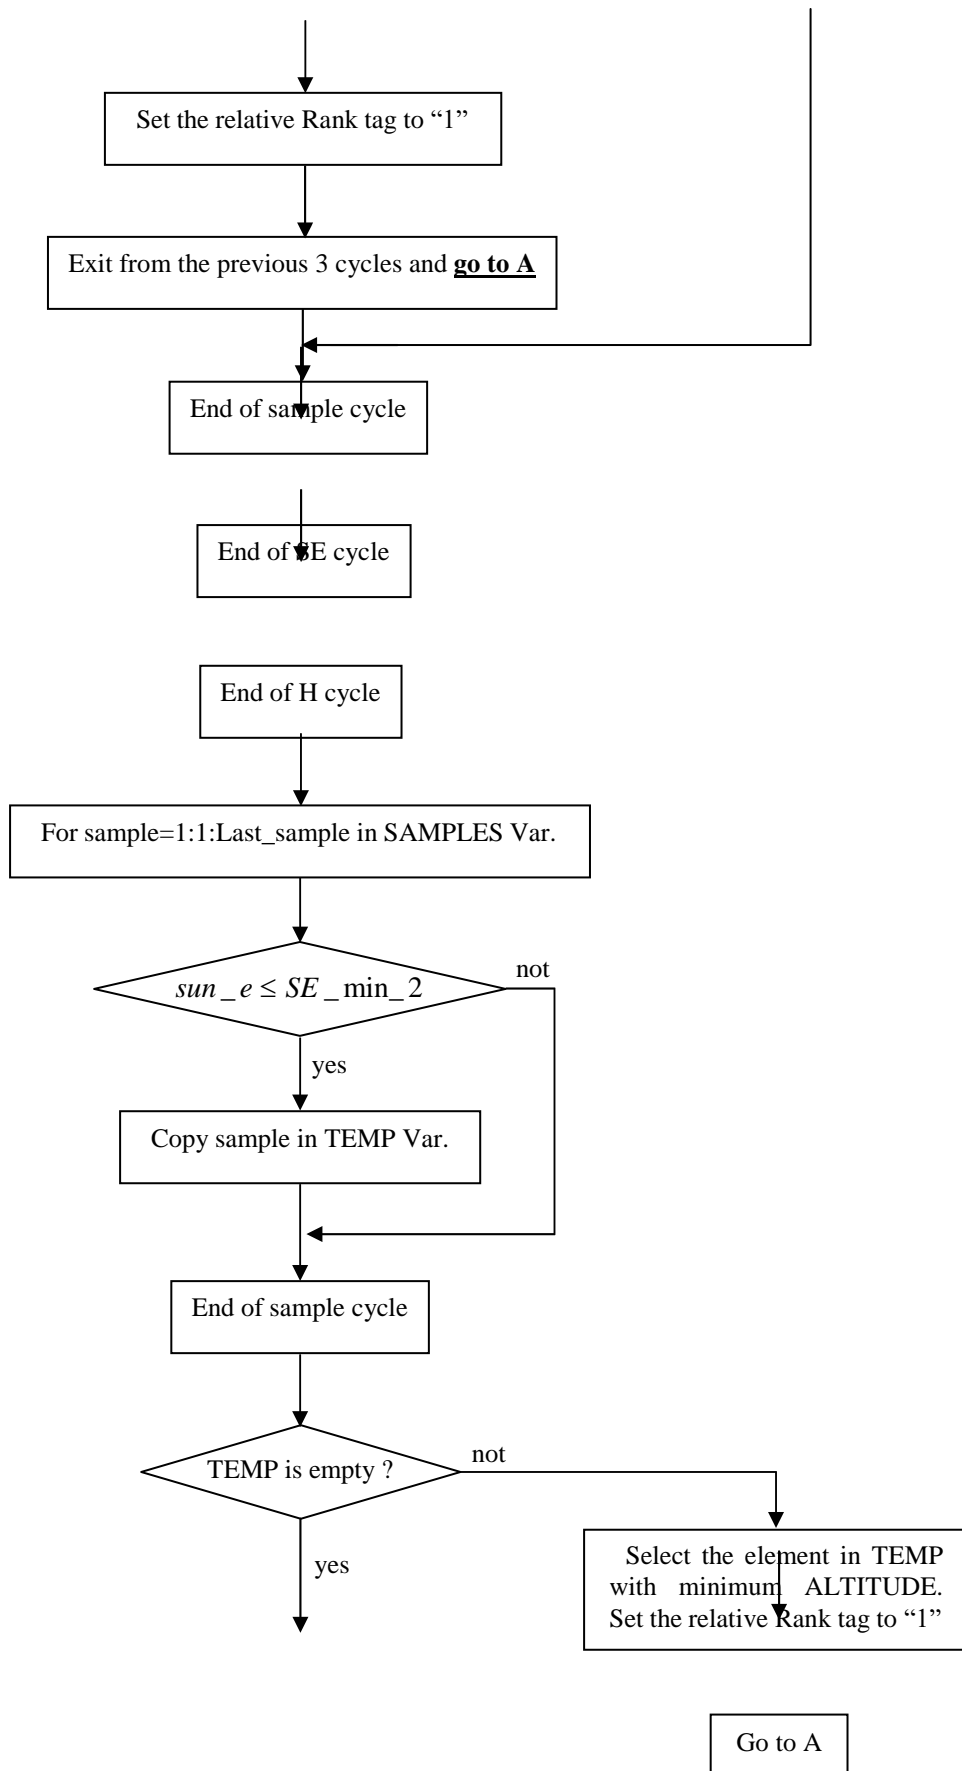 Set the relative Rank tag to “1”
Exit from the previous 3 cycles and go to A
End of sample cycle
End of SE cycle
End of H cycle
For sample=1:1:Last_sample in SAMPLES Var.
sun_e ≤ SE_min_2
not
yes
Copy sample in TEMP Var.
End of sample cycle
TEMP is empty ?
not
yes
Select the element in TEMP
with minimum ALTITUDE.
Set the relative Rank tag to “1”
Go to A